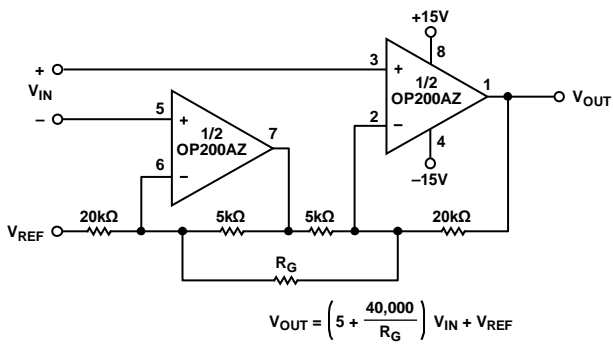 +15V
8
+
3
+
1/2
OP200AZ
1
V_OUT
V_IN
2
−
4
−15V
−
5
+
1/2
OP200AZ
7
6
−
V_REF
20kΩ
5kΩ
5kΩ
20kΩ
R_G
V_OUT = (5 + 40,000/R_G) V_IN + V_REF